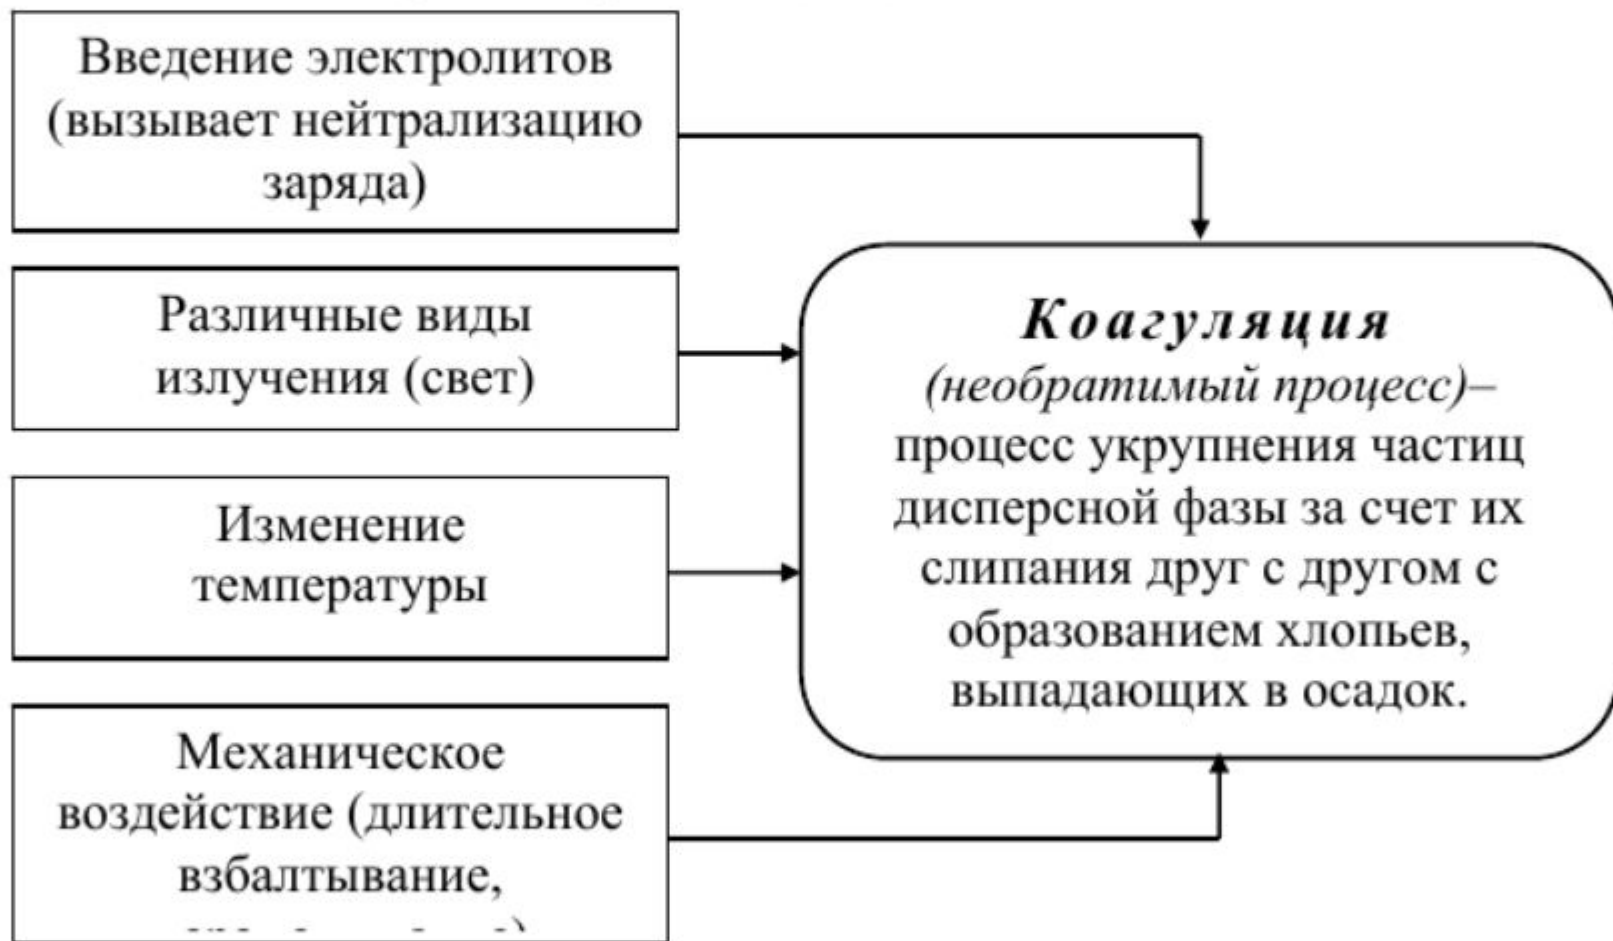 Введение электролитов
(вызывает нейтрализацию
заряда)
Различные виды
излучения (свет)
Изменение
температуры
Механическое
воздействие (длительное
взбалтывание,
Коагуляция
(необратимый процесс)–
процесс укрупнения частиц
дисперсной фазы за счет их
слипания друг с другом с
образованием хлопьев,
выпадающих в осадок.